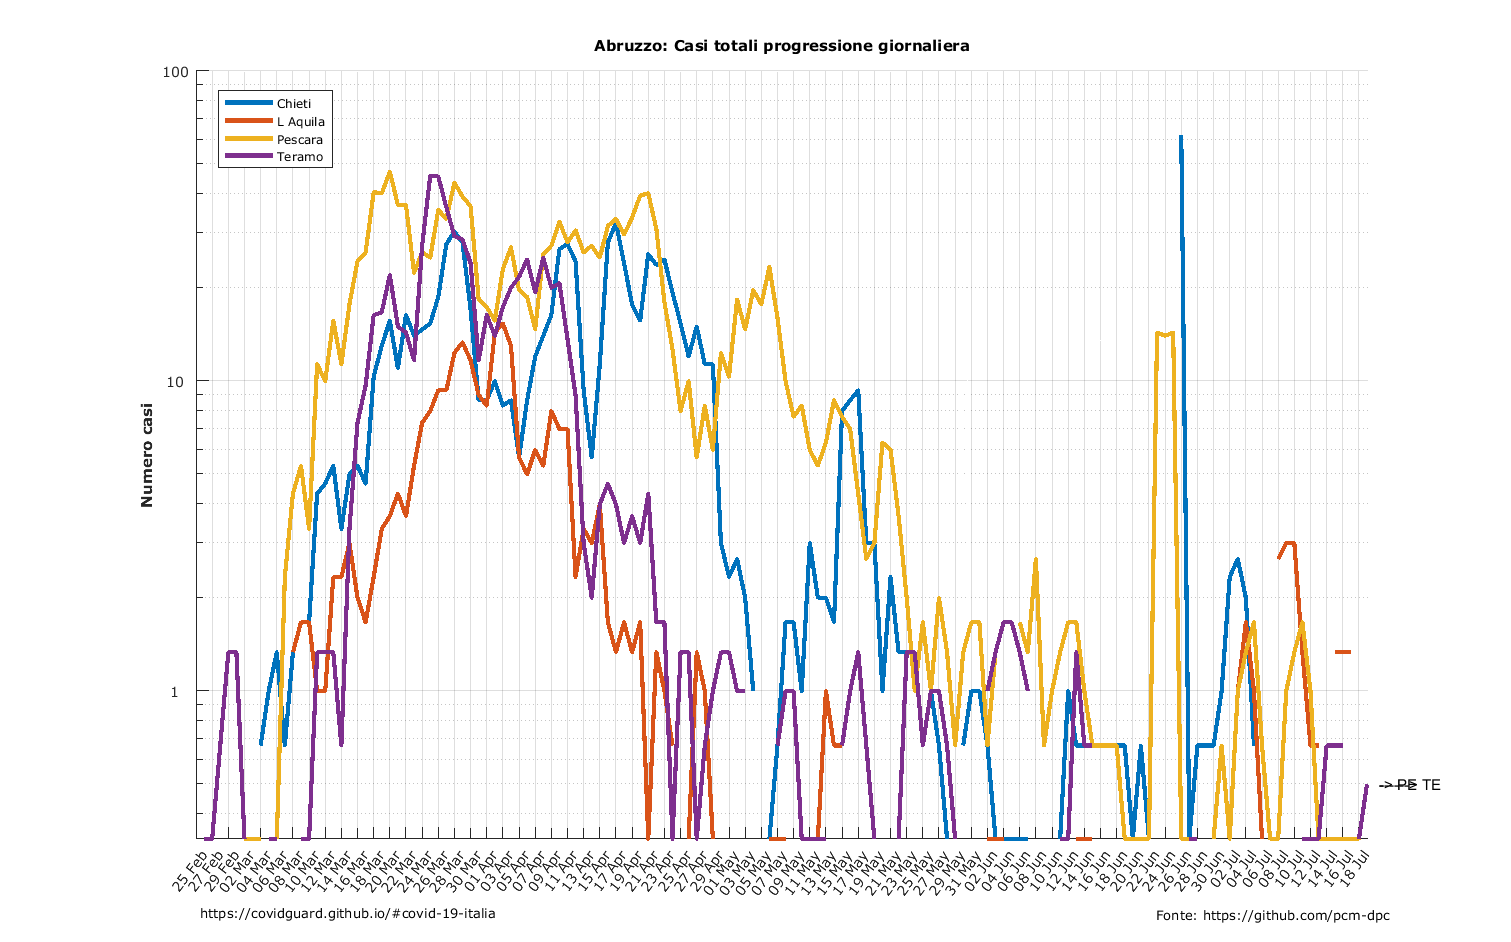 Abruzzo: Casi totali progressione giornaliera
100
10
1
Numero casi
Chieti
L Aquila
Pescara
Teramo
25 Feb
27 Feb
29 Feb
02 Mar
04 Mar
06 Mar
08 Mar
10 Mar
12 Mar
14 Mar
16 Mar
18 Mar
20 Mar
22 Mar
24 Mar
26 Mar
28 Mar
30 Mar
01 Apr
03 Apr
05 Apr
07 Apr
09 Apr
11 Apr
13 Apr
15 Apr
17 Apr
19 Apr
21 Apr
23 Apr
25 Apr
27 Apr
29 Apr
01 May
03 May
05 May
07 May
09 May
11 May
13 May
15 May
17 May
19 May
21 May
23 May
25 May
27 May
29 May
31 May
02 Jun
04 Jun
06 Jun
08 Jun
10 Jun
12 Jun
14 Jun
16 Jun
18 Jun
20 Jun
22 Jun
24 Jun
26 Jun
28 Jun
30 Jun
02 Jul
04 Jul
06 Jul
08 Jul
10 Jul
12 Jul
14 Jul
16 Jul
18 Jul
TE
https://covidguard.github.io/#covid-19-italia
Fonte: https://github.com/pcm-dpc